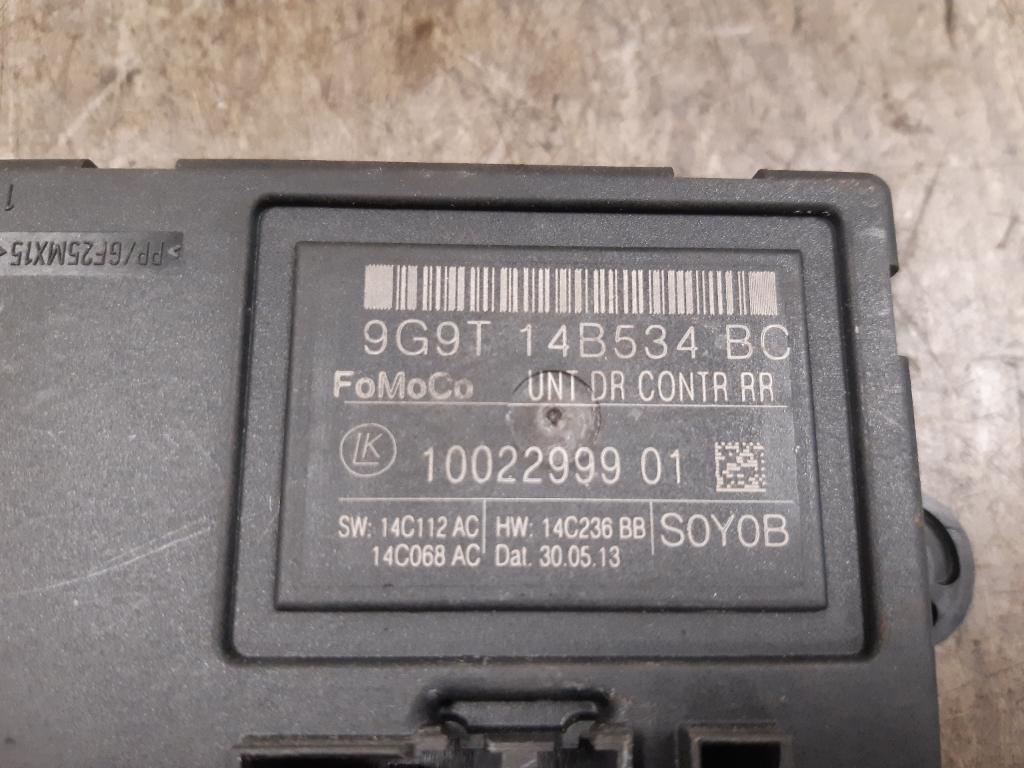 1
>PP/GF25MX15<
9G9T 14B534 BC
FoMoCo UNT DR CONTR RR
LK 10022999 01
SW: 14C112 AC HW: 14C236 BB S0Y0B
14C068 AC Dat. 30.05.13